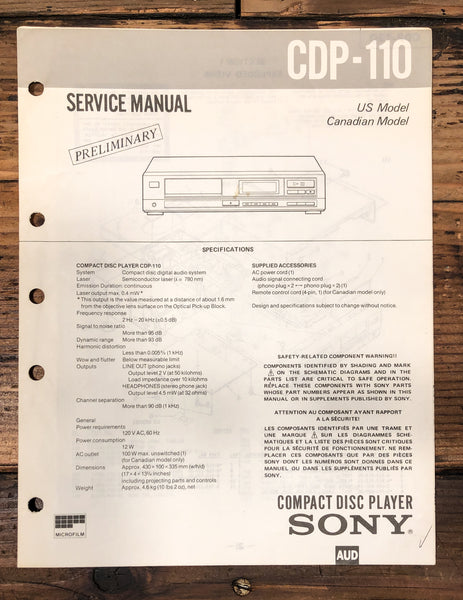 CDP-110
SERVICE MANUAL
US Model
Canadian Model
PRELIMINARY
SPECIFICATIONS
COMPACT DISC PLAYER CDP-110
System Compact disc digital audio system
Laser Semiconductor laser (λ = 780 nm)
Emission Duration: continuous
Laser output max. 0.4 mW*
* This output is the value measured at a distance of about 1.6 mm
from the objective lens surface on the Optical Pick-up Block.
Frequency response
2 Hz – 20 kHz (±0.5 dB)
Signal to noise ratio
More than 95 dB
Dynamic range More than 93 dB
Harmonic distortion
Less than 0.005% (1 kHz)
Wow and flutter Below measurable limit
Outputs LINE OUT (phono jacks)
Output level 2 V (at 50 kilohms)
Load impedance over 10 kilohms
HEADPHONES (stereo phone jack)
Output level 4.5 mW (at 32 ohms)
Channel separation
More than 90 dB (1 kHz)
General
Power requirements
120 V AC, 60 Hz
Power consumption
12 W
AC outlet 100 W max. unswitched (1)
(for Canadian model only)
Dimensions Approx. 430 × 100 × 335 mm (w/h/d)
(17 × 4 × 13¼ inches)
including projecting parts and controls
Weight Approx. 4.6 kg (10 lbs 2 oz), net
SUPPLIED ACCESSORIES
AC power cord (1)
Audio signal connecting cord
(phono plug × 2 ⟷ phono plug × 2) (1)
Remote control cord (4-pin, 1) (for Canadian model only)
Design and specifications subject to change without notice.
SAFETY-RELATED COMPONENT WARNING!!
COMPONENTS IDENTIFIED BY SHADING AND MARK
⚠ ON THE SCHEMATIC DIAGRAMS AND IN THE
PARTS LIST ARE CRITICAL TO SAFE OPERATION.
REPLACE THESE COMPONENTS WITH SONY PARTS
WHOSE PART NUMBERS APPEAR AS SHOWN IN THIS
MANUAL OR IN SUPPLEMENTS PUBLISHED BY SONY.
ATTENTION AU COMPOSANT AYANT RAPPORT
A LA SÉCURITÉ!
LES COMPOSANTS IDENTIFIÉS PAR UN TRAME ET
UNE MARQUE ⚠ SUR LES DIAGRAMMES SCHÉ-
MATIQUES ET LA LISTE DES PIÈCES SONT CRITIQUES
POUR LA SÉCURITÉ DE FONCTIONNEMENT. NE REM-
PLACER CES COMPOSANTS QUE PAR DES PIÈCES
SONY DONT LES NUMÉROS SONT DONNÉS DANS CE
MANUEL OU DANS LES SUPPLÉMENTS PUBLIÉS PAR
SONY.
MICROFILM
COMPACT DISC PLAYER
SONY®
AUD